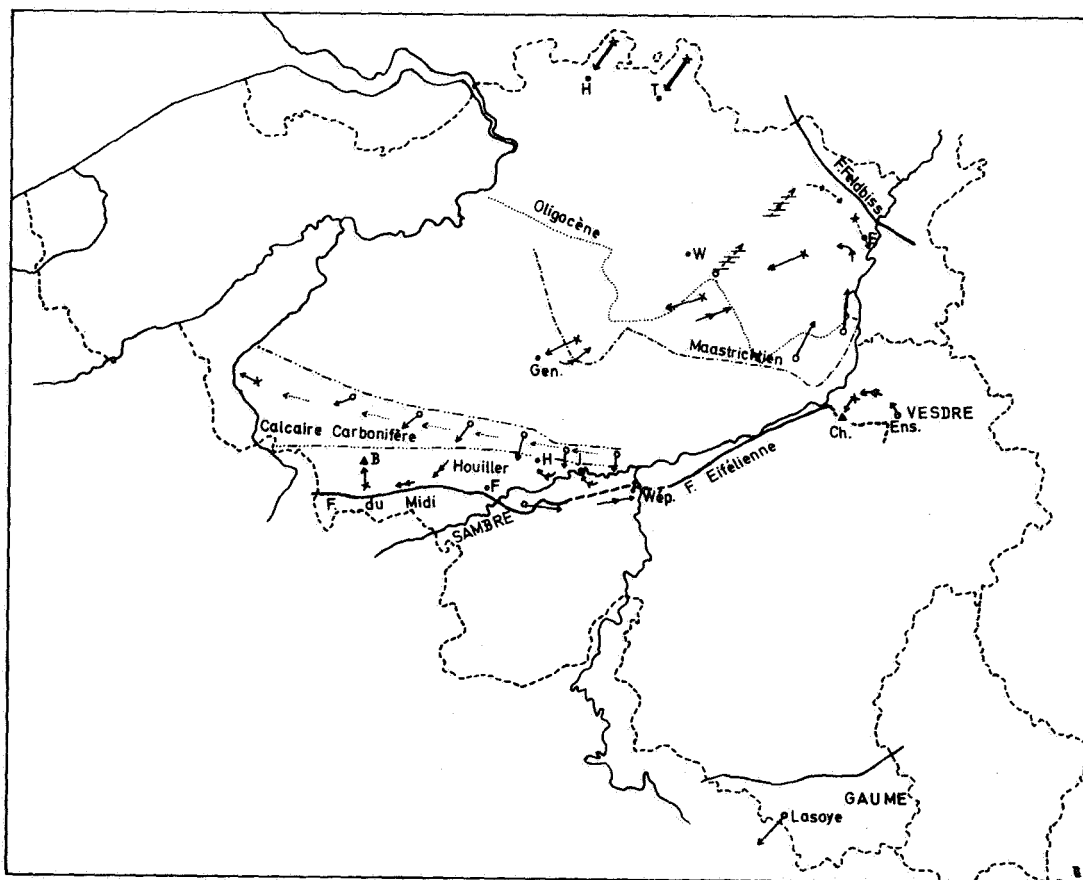 H
T
F. Feldbiss
Oligocène
E
W
Maastrichtien
Gen.
VESDRE
Ens.
Ch.
Calcaire Carbonifère
B
H
J
Houiller
F
F. du Midi
F. Eifélienne
Wép.
SAMBRE
GAUME
Lasoye